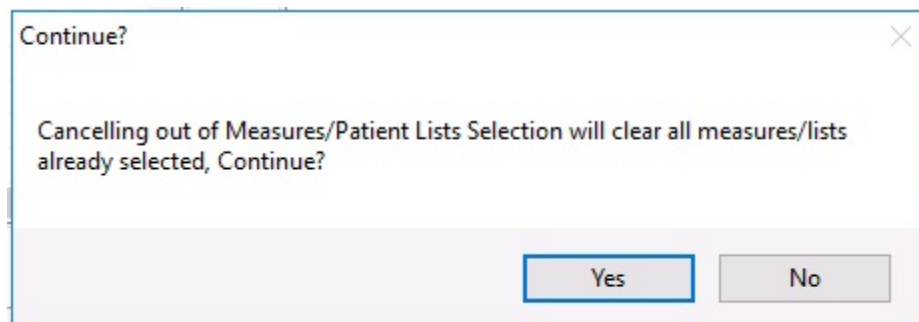 Continue?
Cancelling out of Measures/Patient Lists Selection will clear all measures/lists
already selected, Continue?
Yes
No